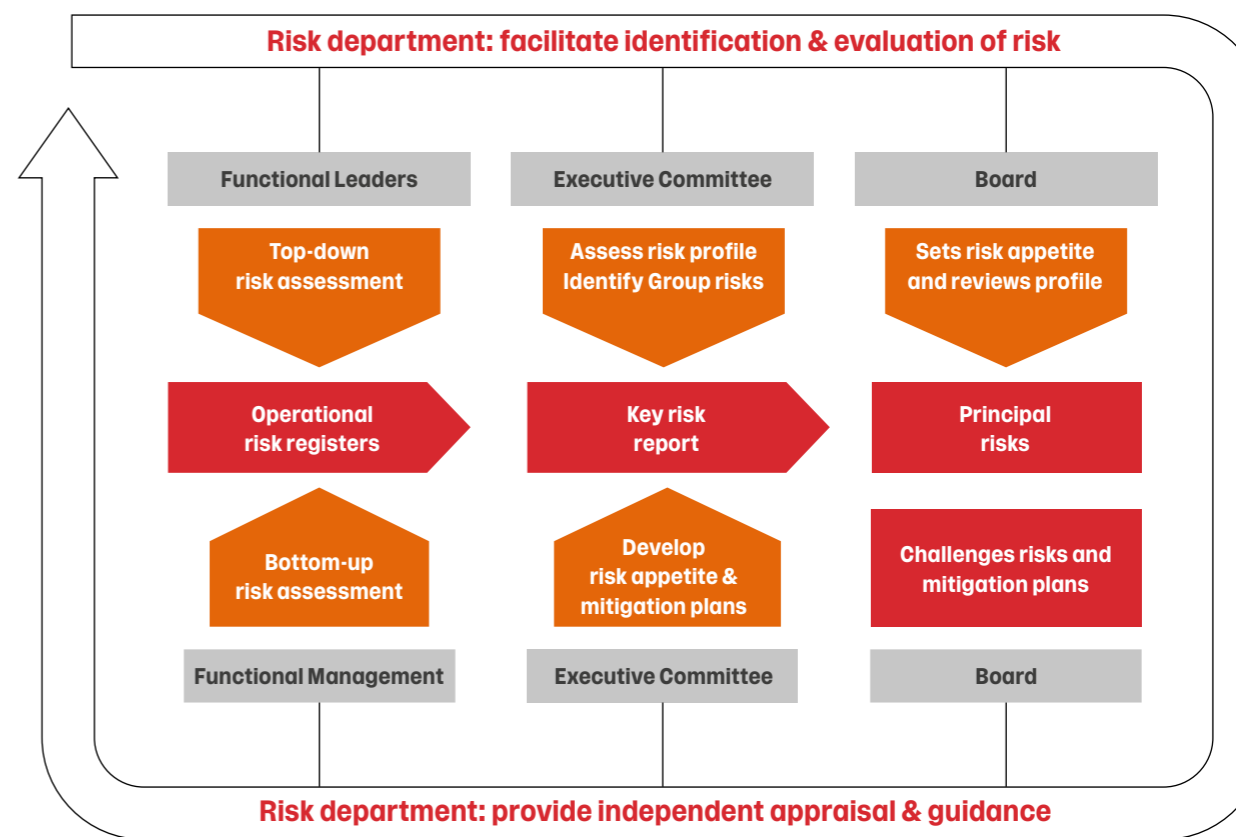 Risk department: facilitate identification & evaluation of risk
Functional Leaders
Executive Committee
Board
Top-down
risk assessment
Assess risk profile
Identify Group risks
Sets risk appetite
and reviews profile
Operational
risk registers
Key risk
report
Principal
risks
Bottom-up
risk assessment
Develop
risk appetite &
mitigation plans
Challenges risks and
mitigation plans
Functional Management
Executive Committee
Board
Risk department: provide independent appraisal & guidance